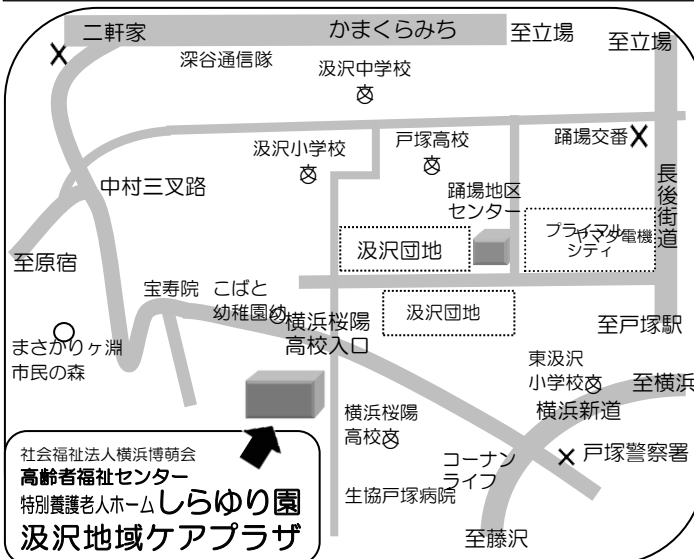 二軒家
かまくらみち
至立場
至立場
深谷通信隊
汲沢中学校
汲沢小学校
戸塚高校
踊場交番
中村三叉路
踊場地区
センター
長後街道
プライマル
シティ
ヤマダ電機
汲沢団地
至原宿
宝寿院
こばと
幼稚園
横浜桜陽
高校入口
汲沢団地
至戸塚駅
まさかりヶ淵
市民の森
東汲沢
小学校
至横浜
横浜新道
横浜桜陽
高校
コーナン
ライフ
戸塚警察署
生協戸塚病院
至藤沢
社会福祉法人横浜博萌会
高齢者福祉センター
特別養護老人ホームしらゆり園
汲沢地域ケアプラザ